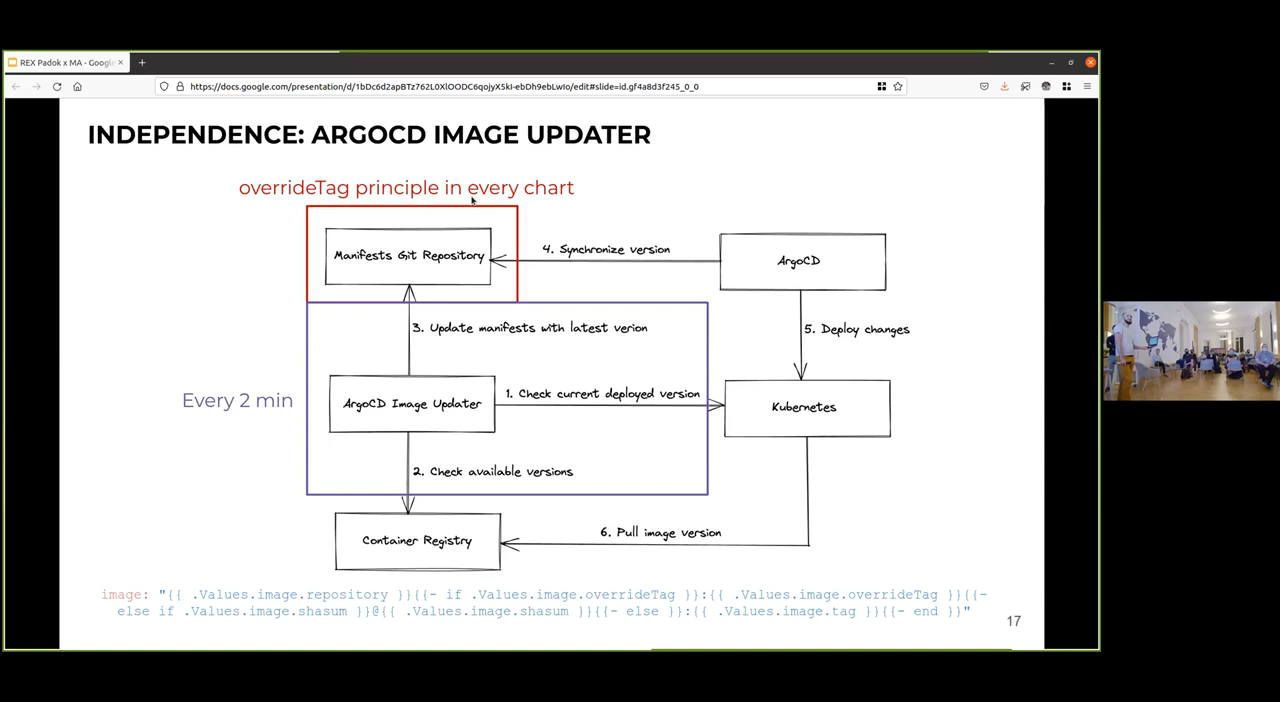 REX Padok x MA - Googl
https://docs.google.com/presentation/d/1bDc6d2apBTz762L0XlOODC6qojyX5kI-ebDh9ebLwIo/edit#slide=id.gf4a8d3f245_0_0
INDEPENDENCE: ARGOCD IMAGE UPDATER
overrideTag principle in every chart
Manifests Git Repository
4. Synchronize version
ArgoCD
3. Update manifests with latest verion
5. Deploy changes
Every 2 min
ArgoCD Image Updater
1. Check current deployed version
Kubernetes
2. Check available versions
Container Registry
6. Pull image version
image: "{{ .Values.image.repository }}{{- if .Values.image.overrideTag }}:{{ .Values.image.overrideTag }}{{-
else if .Values.image.shasum }}@{{ .Values.image.shasum }}{{- else }}:{{ .Values.image.tag }}{{- end }}"
17